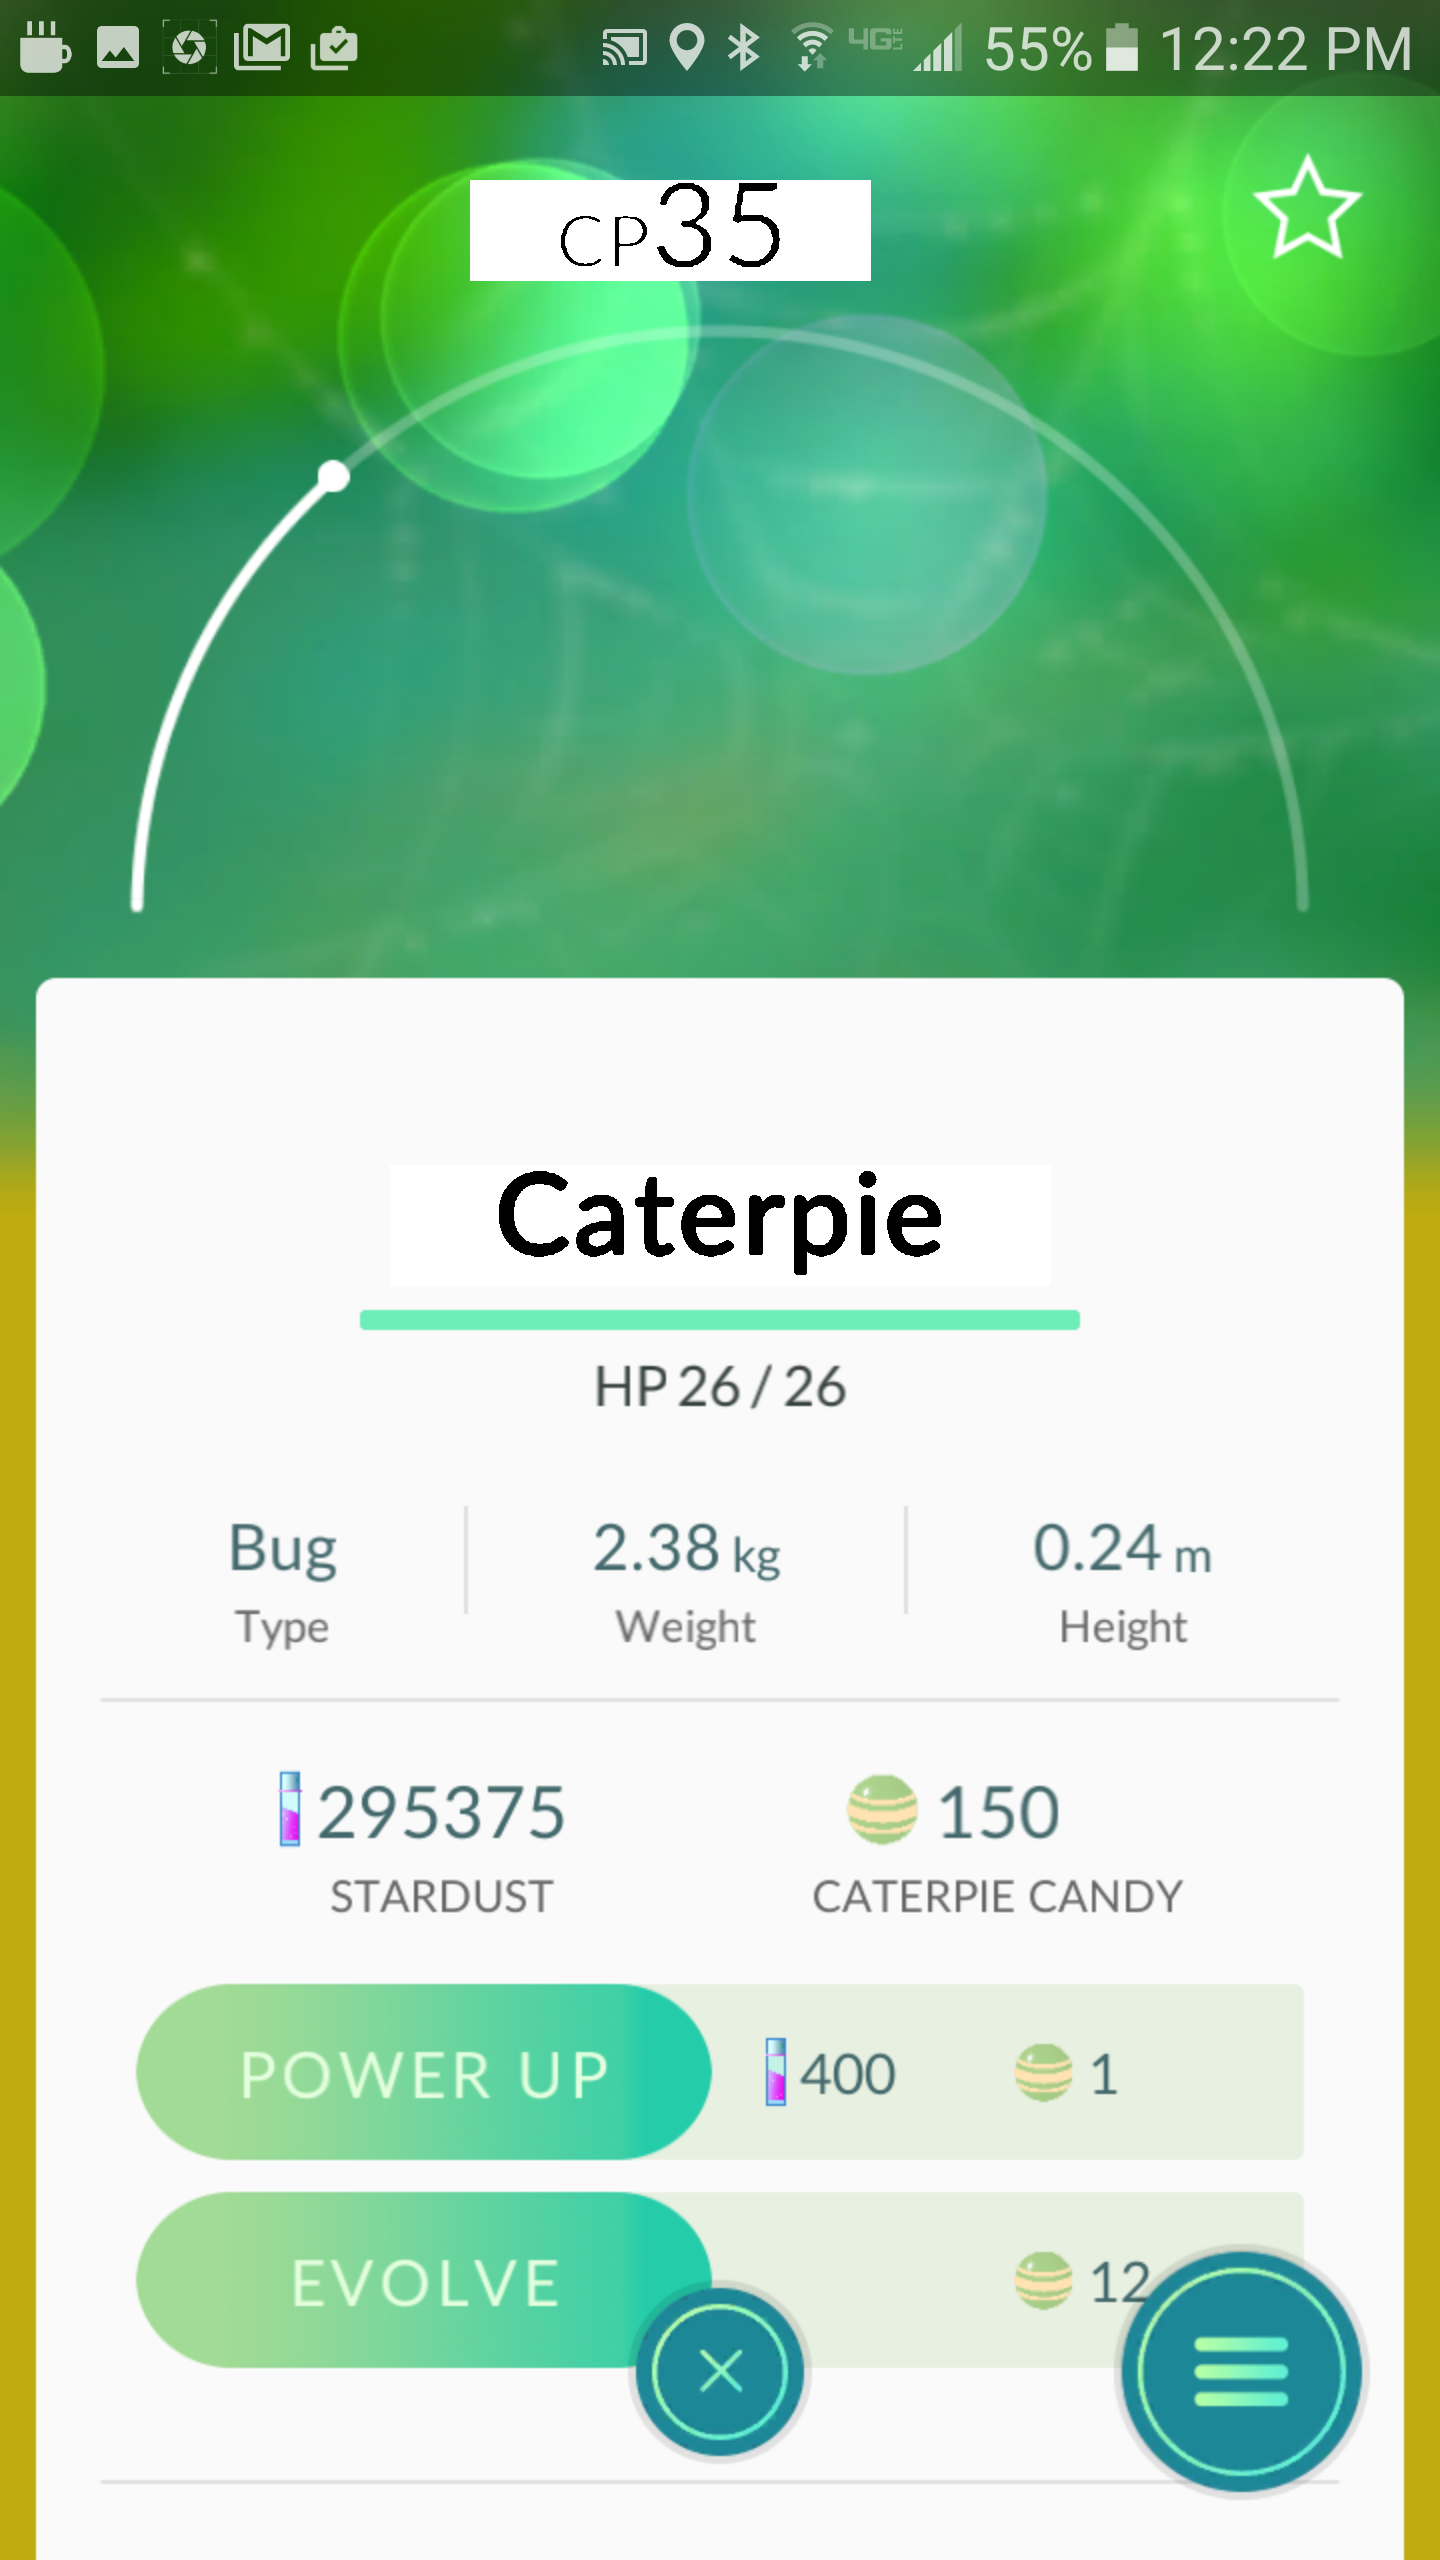 4G LTE 55% 12:22 PM
CP35
Caterpie
HP 26 / 26
Bug 2.38 kg 0.24 m
Type Weight Height
295375 150
STARDUST CATERPIE CANDY
POWER UP 400 1
EVOLVE 12